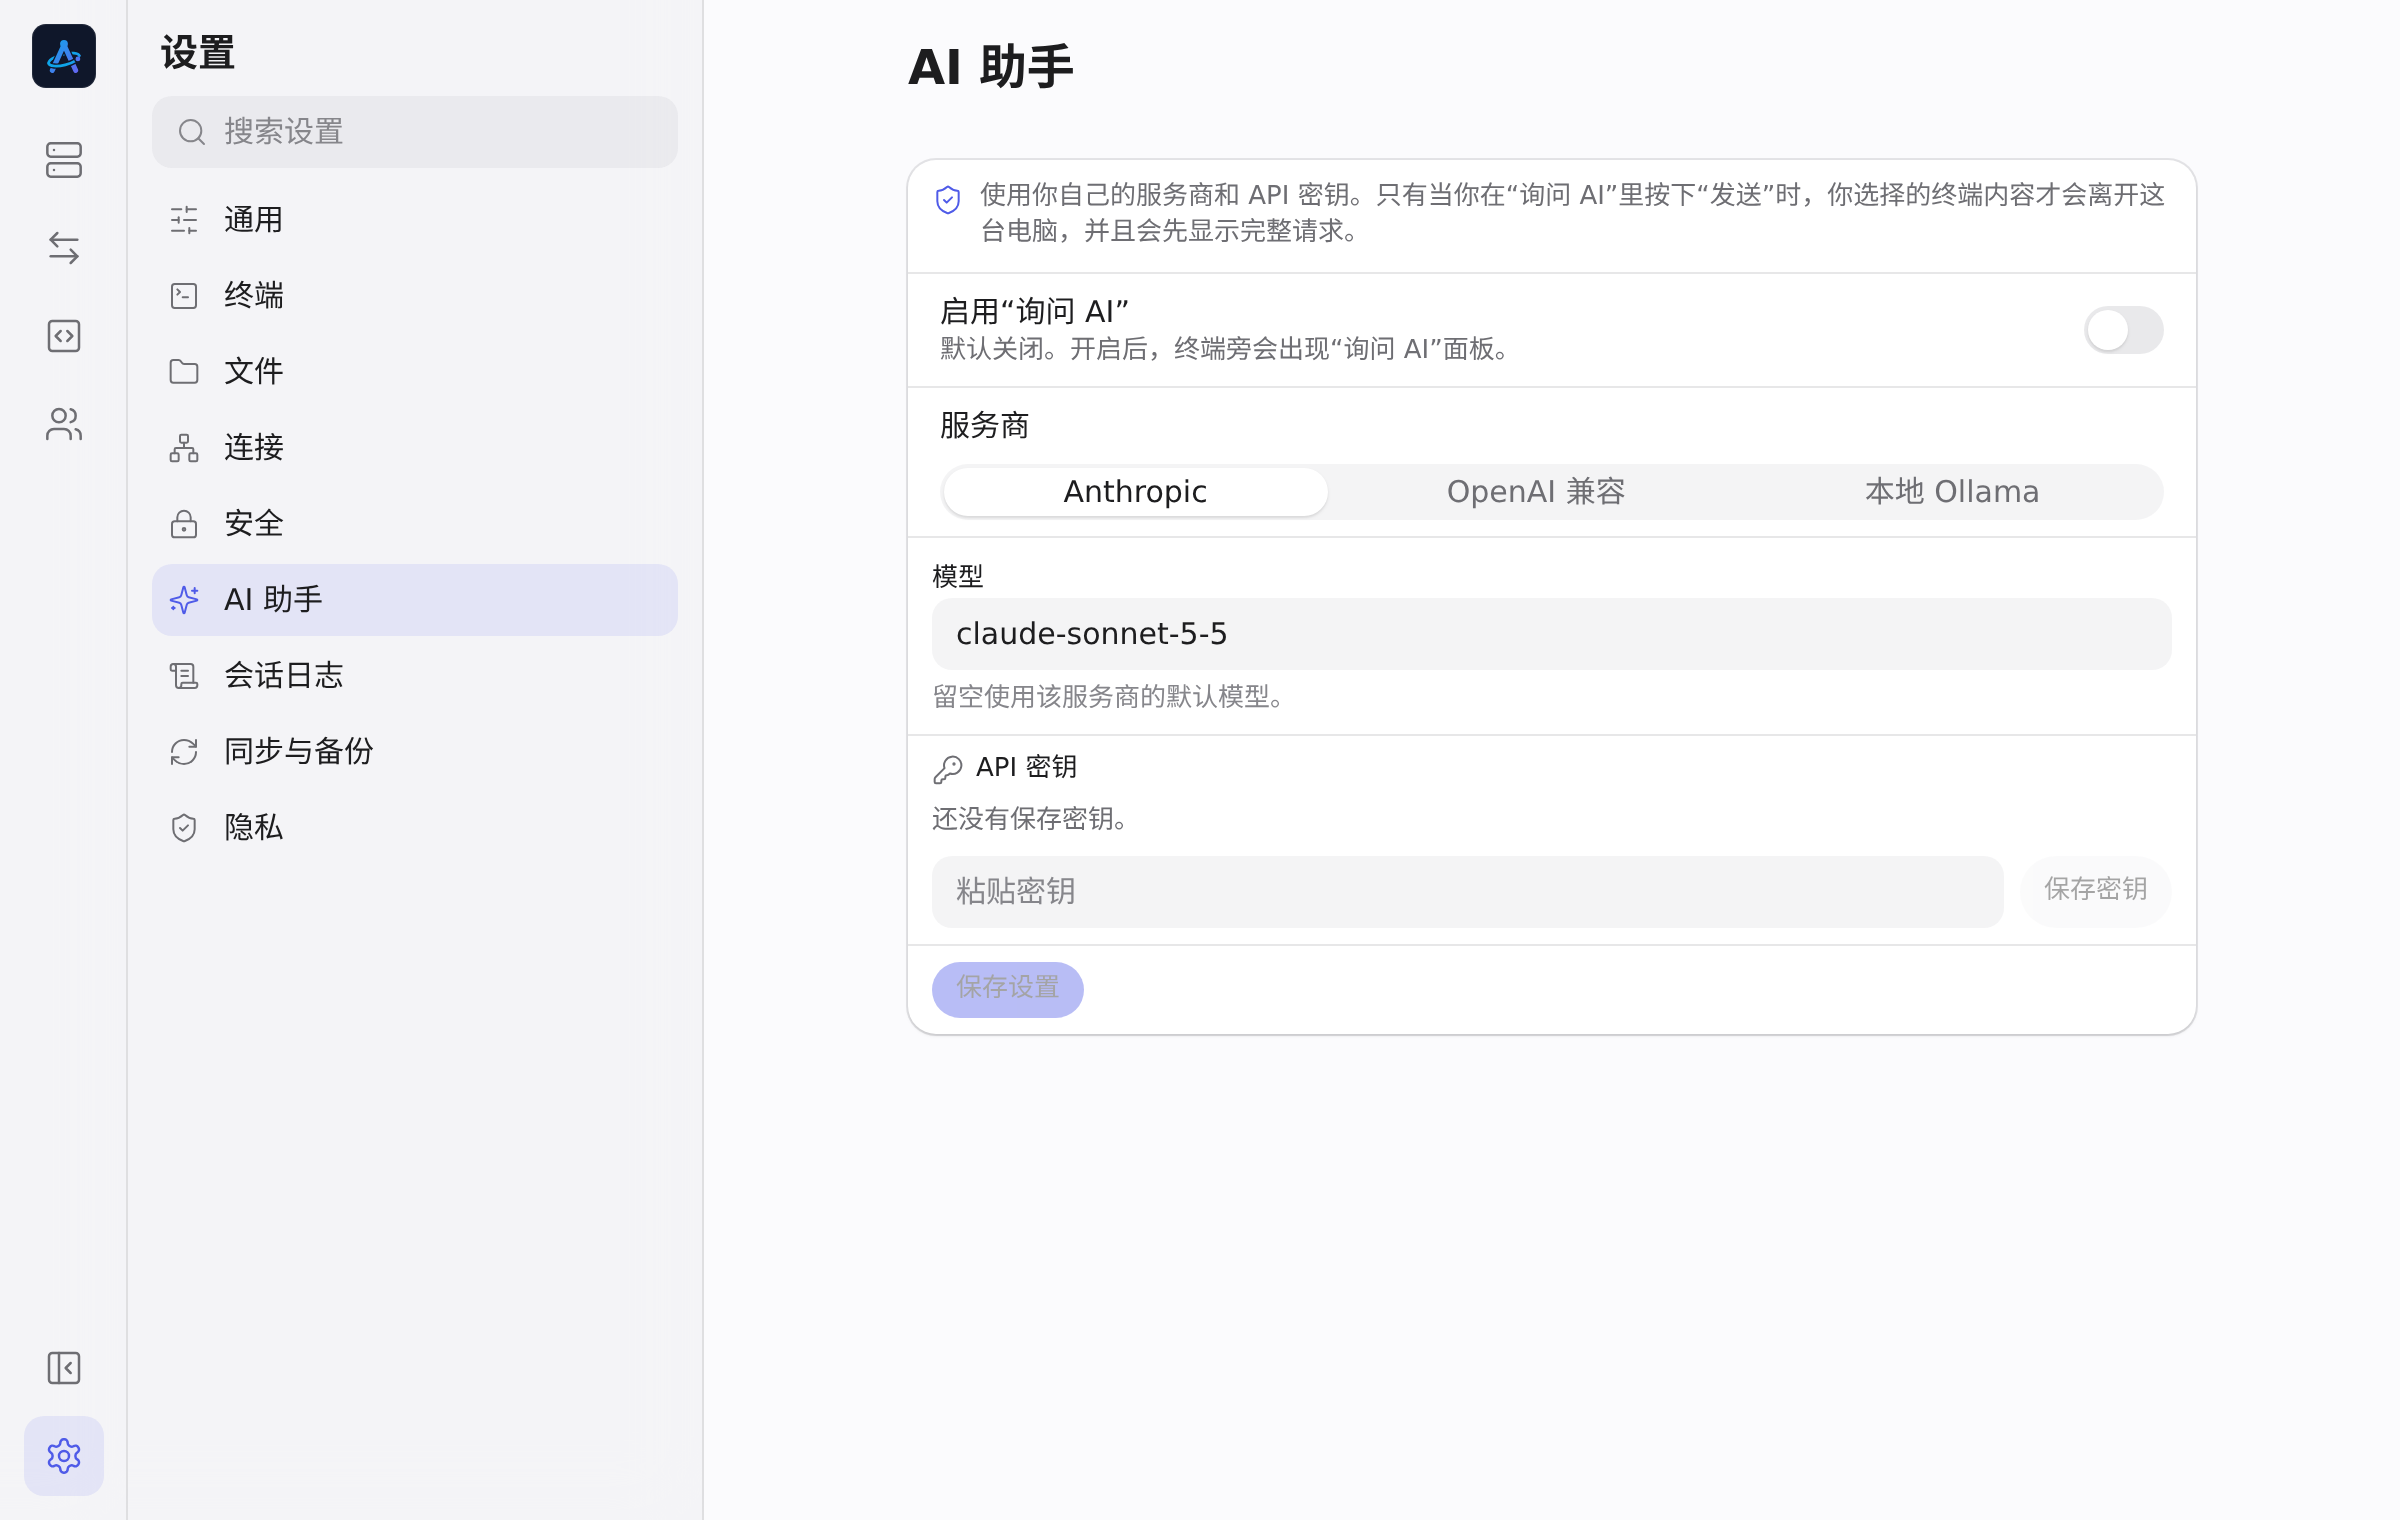 设置
搜索设置
通用
终端
文件
连接
安全
AI 助手
会话日志
同步与备份
隐私
AI 助手
使用你自己的服务商和 API 密钥。只有当你在“询问 AI”里按下“发送”时，你选择的终端内容才会离开这
台电脑，并且会先显示完整请求。
启用“询问 AI”
默认关闭。开启后，终端旁会出现“询问 AI”面板。
服务商
Anthropic
OpenAI 兼容
本地 Ollama
模型
claude-sonnet-5-5
留空使用该服务商的默认模型。
API 密钥
还没有保存密钥。
粘贴密钥
保存密钥
保存设置